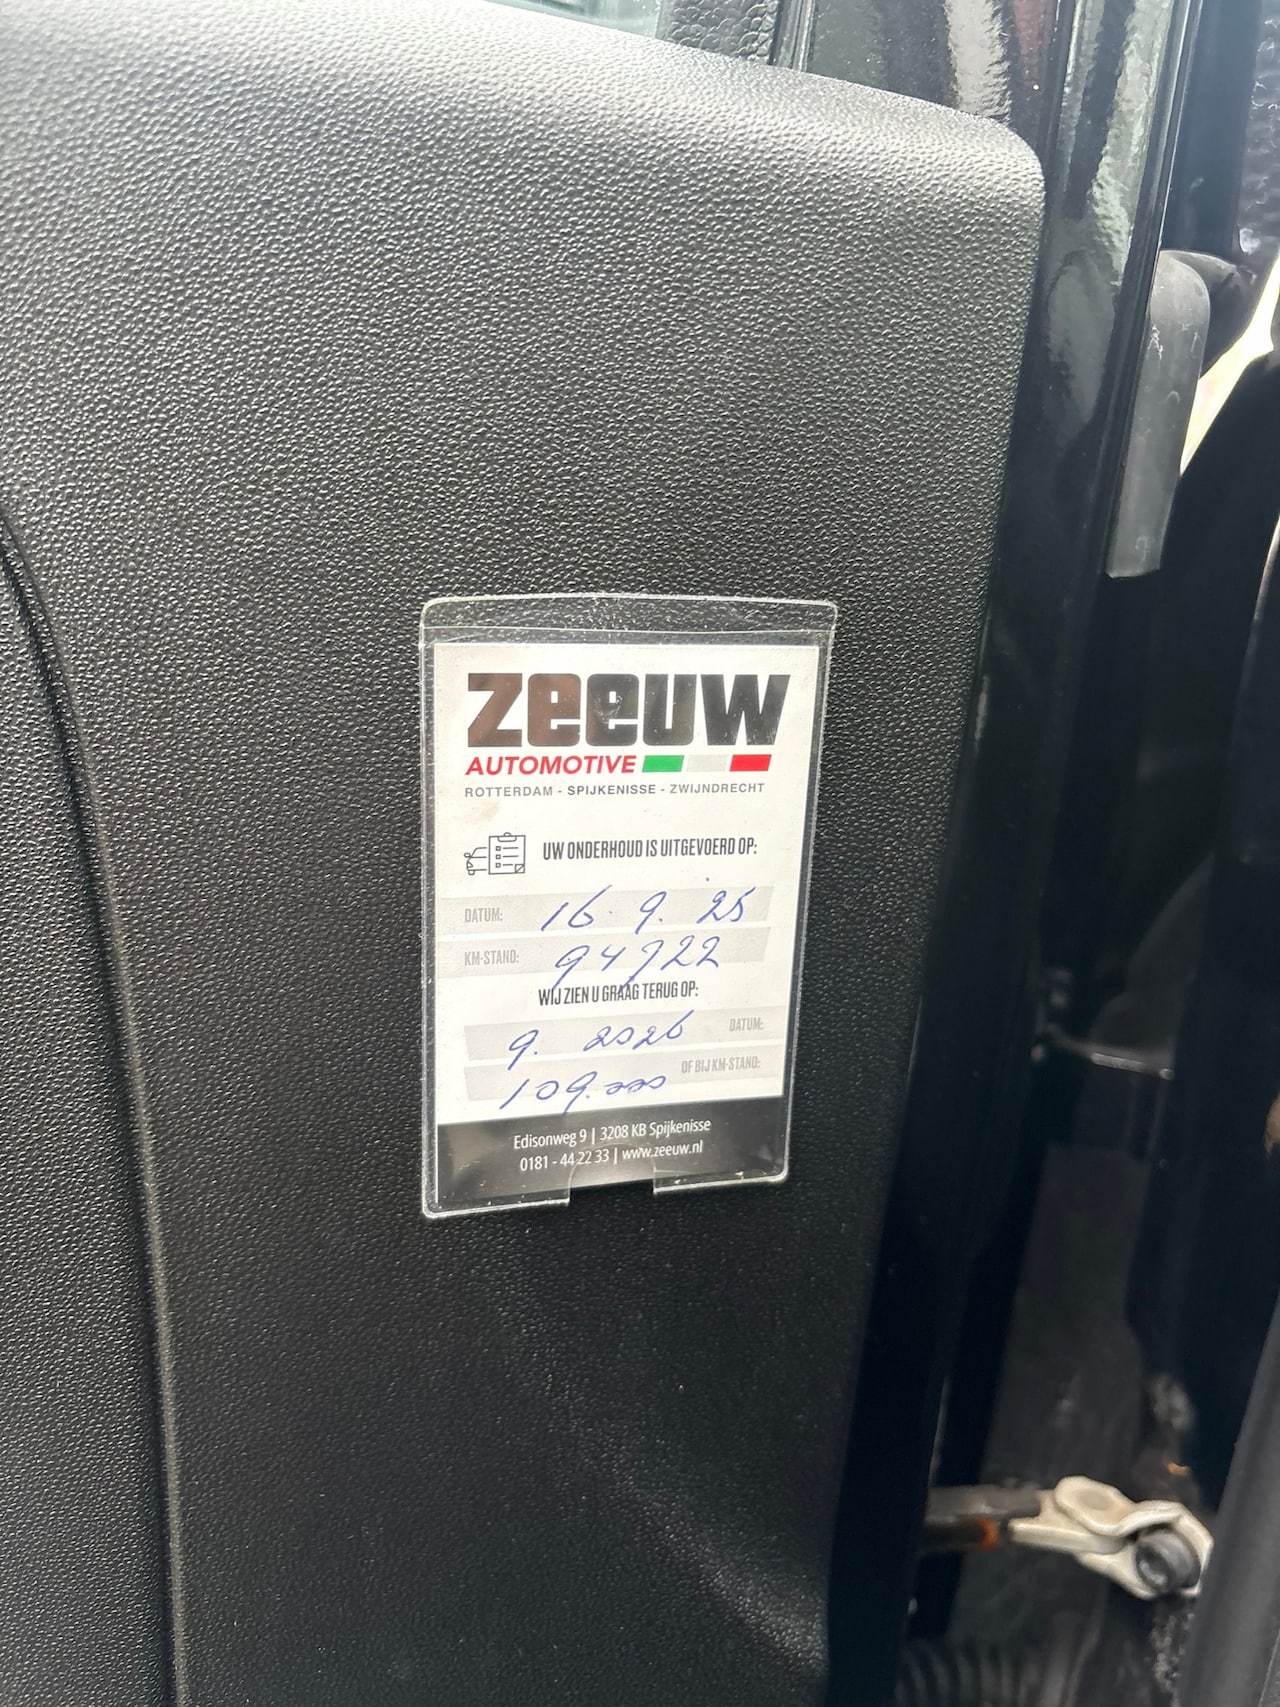 zeeuw
AUTOMOTIVE
ROTTERDAM - SPIJKENISSE - ZWIJNDRECHT
UW ONDERHOUD IS UITGEVOERD OP:
DATUM: 16. 9. '25
KM-STAND: 94722
WIJ ZIEN U GRAAG TERUG OP:
9. 2026 DATUM:
109.000 OF BIJ KM-STAND:
Edisonweg 9 | 3208 KB Spijkenisse
0181 - 44 22 33 | www.zeeuw.nl